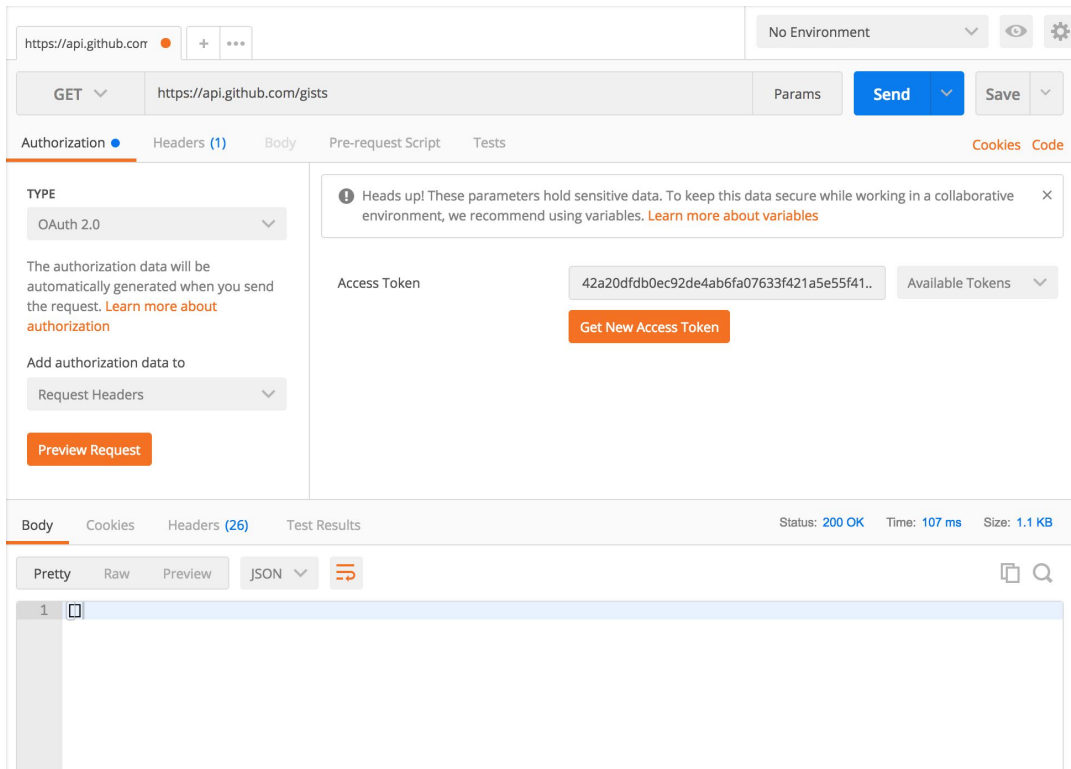 https://api.github.com
+
No Environment
GET
https://api.github.com/gists
Params
Send
Save
Authorization
Headers (1)
Body
Pre-request Script
Tests
Cookies
Code
TYPE
OAuth 2.0
The authorization data will be
automatically generated when you send
the request. Learn more about
authorization
Add authorization data to
Request Headers
Preview Request
Heads up! These parameters hold sensitive data. To keep this data secure while working in a collaborative
environment, we recommend using variables. Learn more about variables
Access Token
42a20dfdb0ec92de4ab6fa07633f421a5e55f41..
Available Tokens
Get New Access Token
Body
Cookies
Headers (26)
Test Results
Status: 200 OK
Time: 107 ms
Size: 1.1 KB
Pretty
Raw
Preview
JSON
1 []